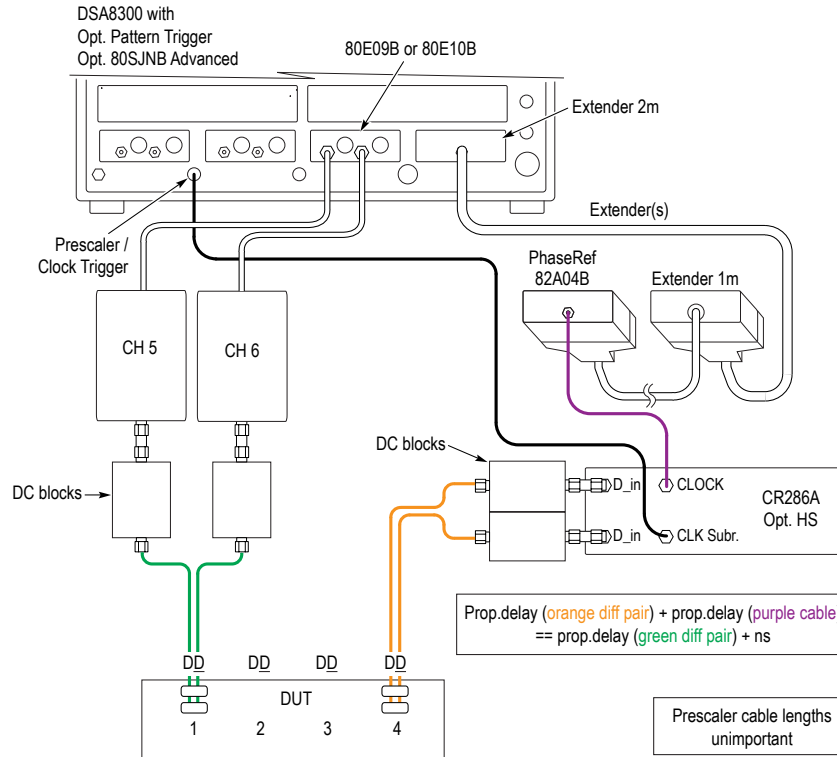 DSA8300 with
Opt. Pattern Trigger
Opt. 80SJNB Advanced
80E09B or 80E10B
Extender 2m
Extender(s)
Prescaler /
Clock Trigger
PhaseRef
82A04B
Extender 1m
CH 5
CH 6
DC blocks
DC blocks
D_in
CLOCK
CR286A
Opt. HS
D_in
CLK Subr.
Prop.delay (orange diff pair) + prop.delay (purple cable
== prop.delay (green diff pair) + ns
DD
DD
DD
DD
DUT
1
2
3
4
Prescaler cable lengths
unimportant